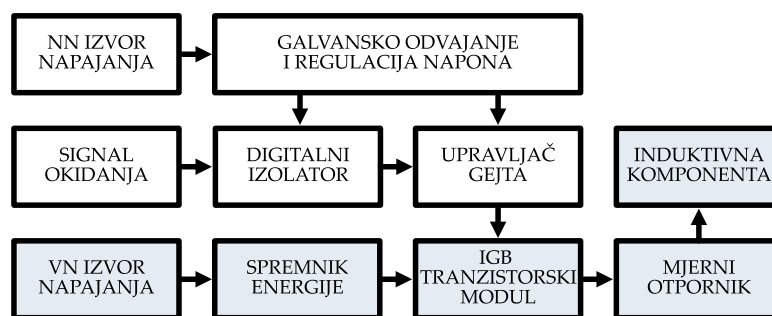 NN IZVOR
NAPAJANJA
GALVANSKO ODVAJANJE
I REGULACIJA NAPONA
SIGNAL
OKIDANJA
DIGITALNI
IZOLATOR
UPRAVLJAČ
GEJTA
INDUKTIVNA
KOMPONENTA
VN IZVOR
NAPAJANJA
SPREMNIK
ENERGIJE
IGB
TRANZISTORSKI
MODUL
MJERNI
OTPORNIK